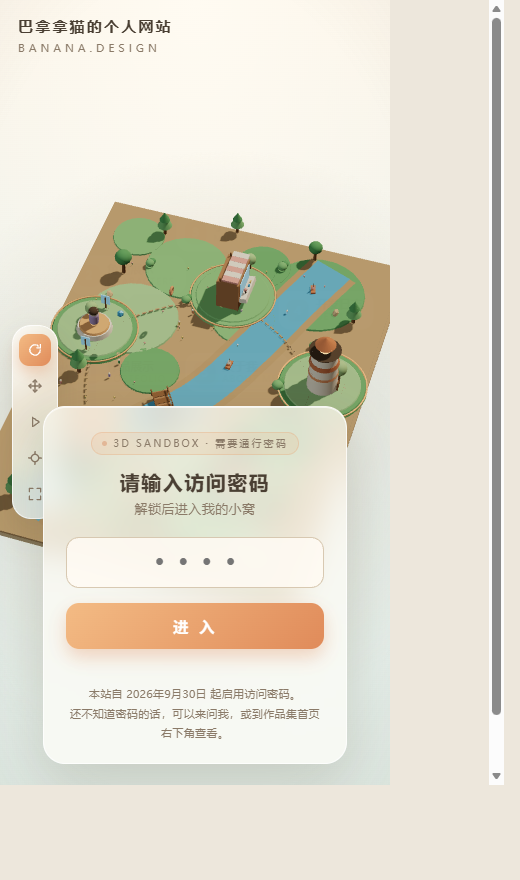 巴拿拿猫的个人网站
BANANA.DESIGN
3D SANDBOX · 需要通行密码
请输入访问密码
解锁后进入我的小窝
进 入
本站自 2026年9月30日 起启用访问密码。
还不知道密码的话，可以来问我，或到作品集首页
右下角查看。